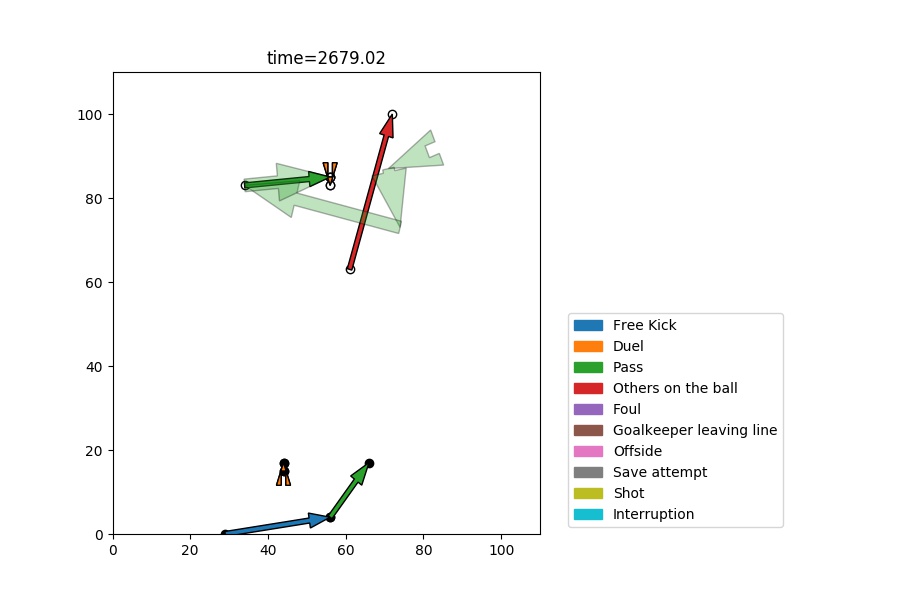 time=2679.02
100
80
60
40
20
0
0 20 40 60 80 100
Free Kick
Duel
Pass
Others on the ball
Foul
Goalkeeper leaving line
Offside
Save attempt
Shot
Interruption